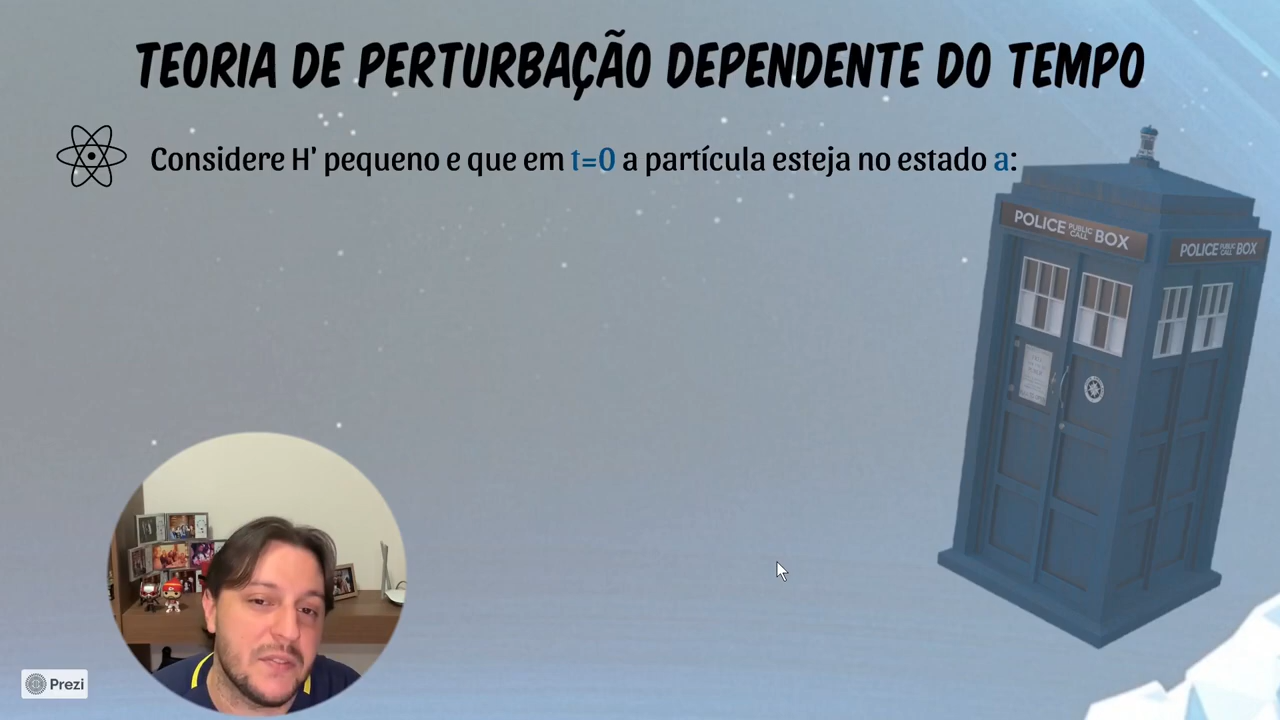 TEORIA DE PERTURBAÇÃO DEPENDENTE DO TEMPO
Considere H' pequeno e que em t=0 a partícula esteja no estado a:
POLICE PUBLIC CALL BOX
POLICE PUBLIC CALL BOX
Prezi